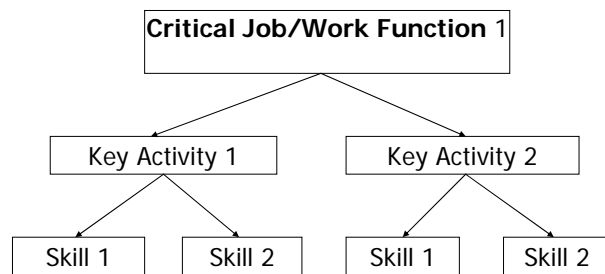 Critical Job/Work Function 1
Key Activity 1
Key Activity 2
Skill 1
Skill 2
Skill 1
Skill 2